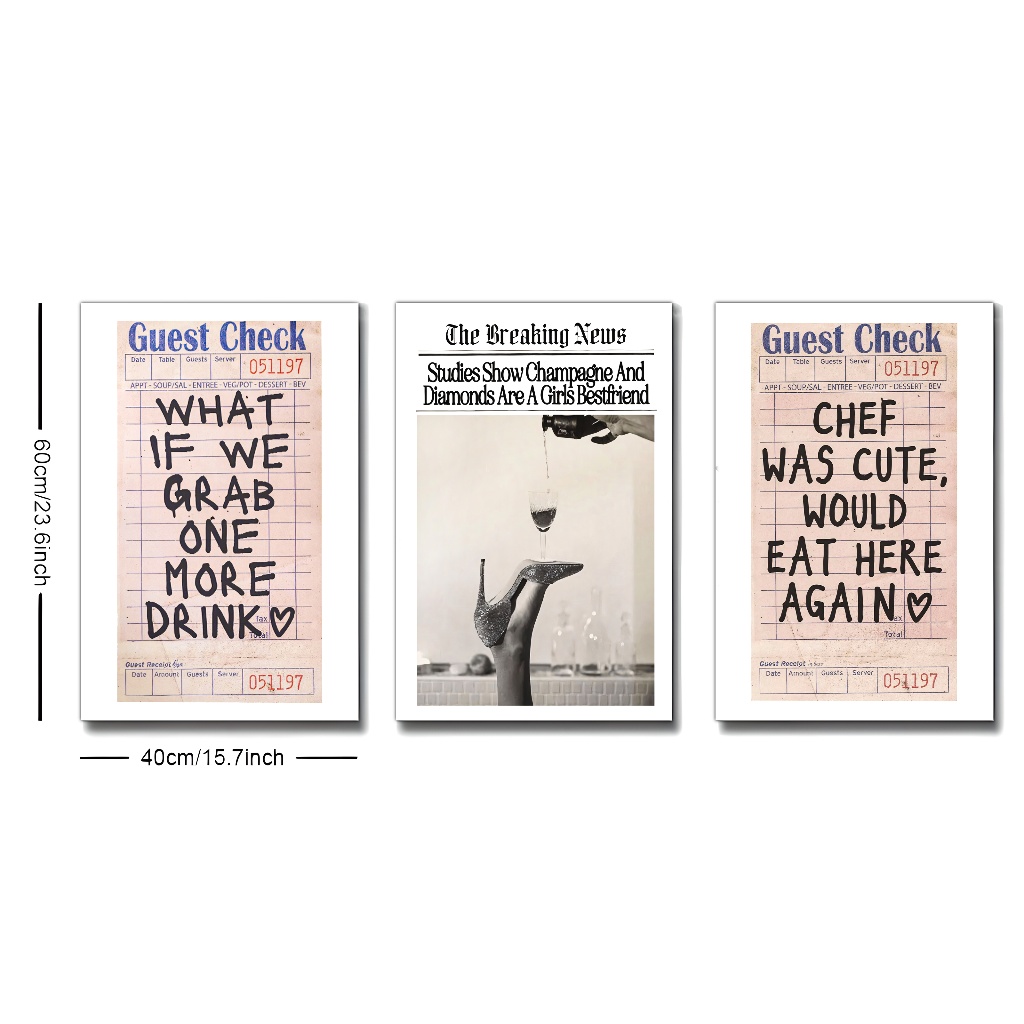 Guest Check
Date Table Guests Server 051197
APPT - SOUP/SAL - ENTREE - VEG/POT - DESSERT - BEV
WHAT
IF WE
GRAB
ONE
MORE
DRINK♡
Tax
Total
Guest Receipt
Date Amount Guests Server 051197
The Breaking News
Studies Show Champagne And
Diamonds Are A Girls Bestfriend
Guest Check
Date Table Guests Server 051197
APPT - SOUP/SAL - ENTREE - VEG/POT - DESSERT - BEV
CHEF
WAS CUTE,
WOULD
EAT HERE
AGAIN♡
Tax
Total
Guest Receipt
Date Amount Guests Server 051197
60cm/23.6inch
40cm/15.7inch